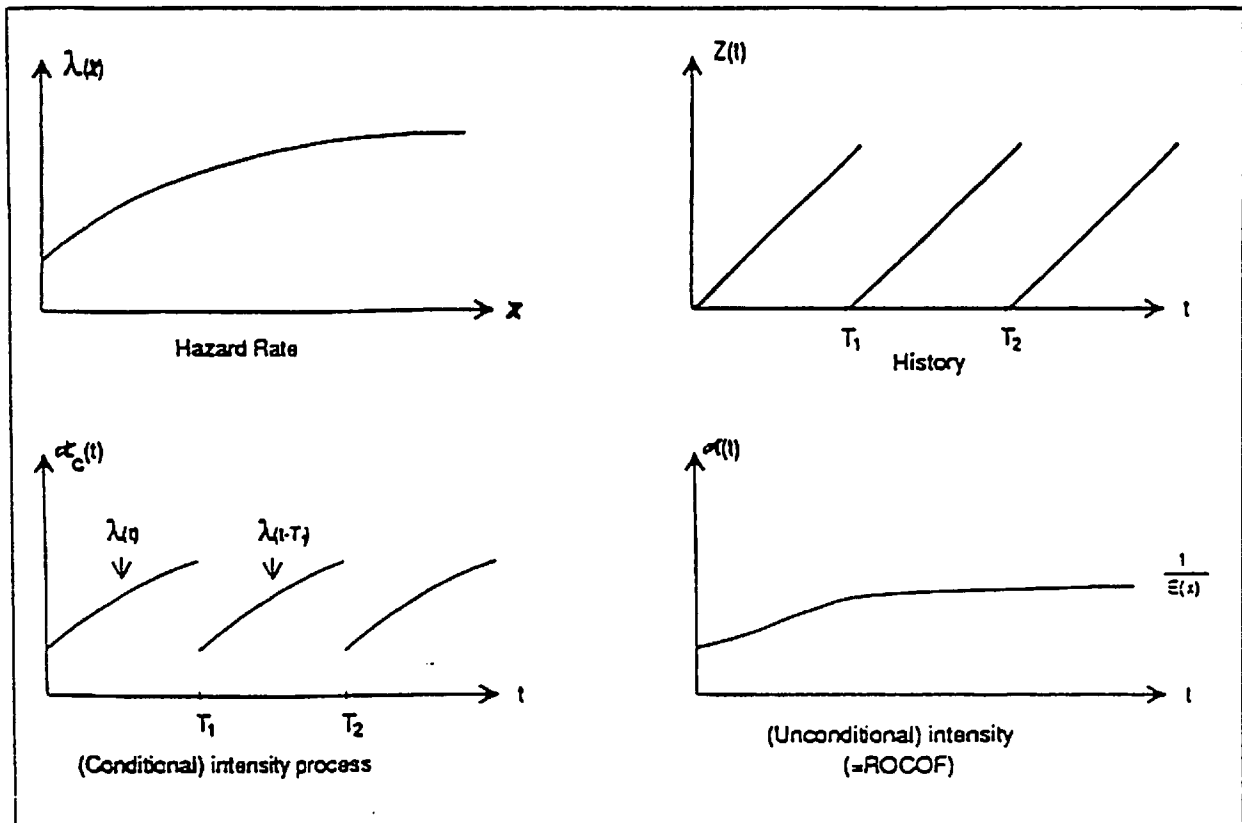 λ(x)
x
Hazard Rate
Z(t)
T₁
T₂
t
History
α_c(t)
λ(t)
λ(t-T₁)
T₁
T₂
t
(Conditional) intensity process
α(t)
1
E(x)
t
(Unconditional) intensity
(=ROCOF)